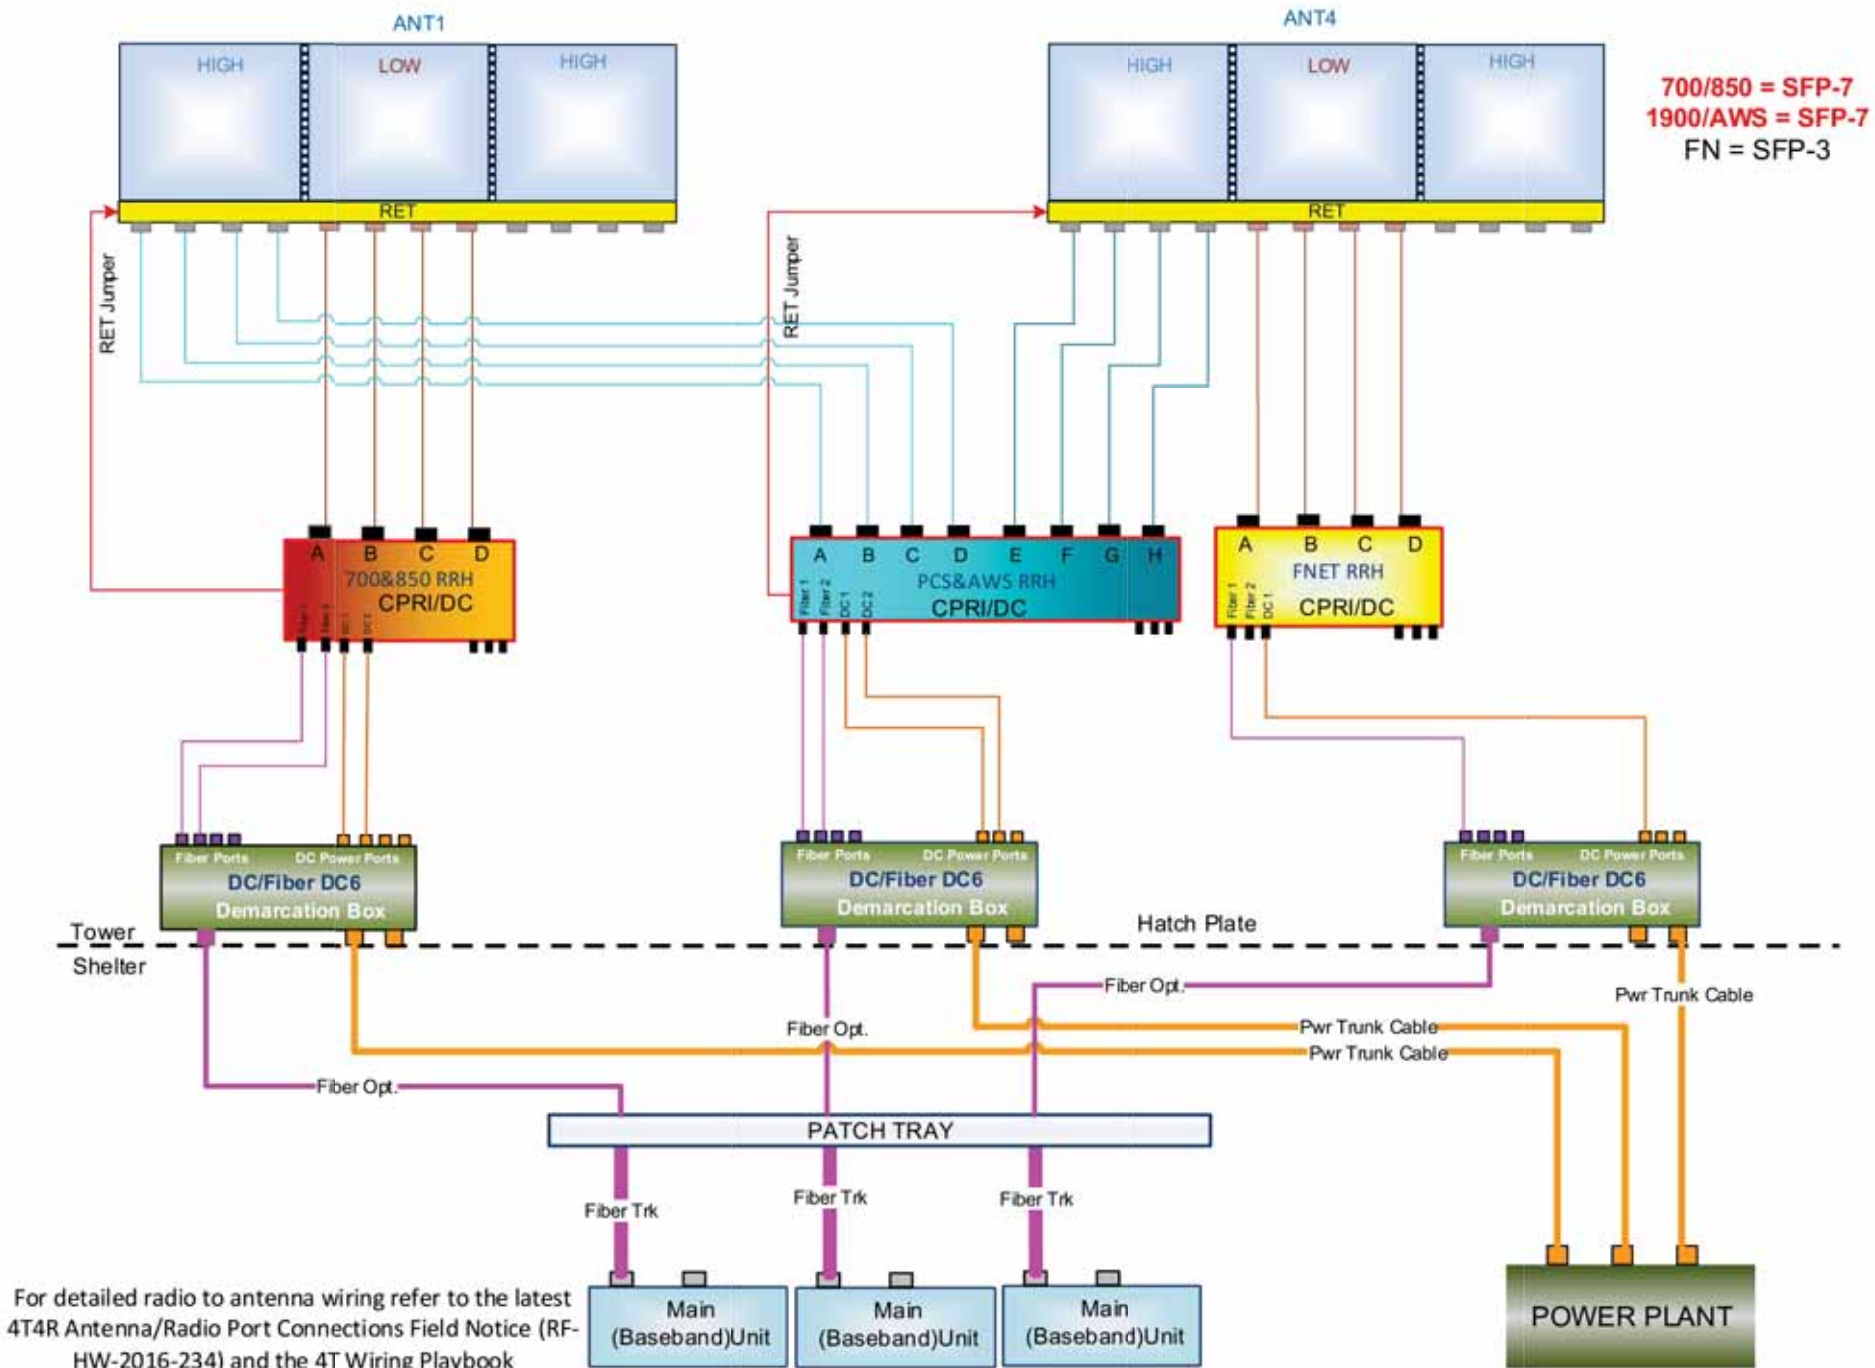 ANT1
ANT4
HIGH
LOW
HIGH
HIGH
LOW
HIGH
700/850 = SFP-7
1900/AWS = SFP-7
FN = SFP-3
RET
RET
RET Jumper
RET Jumper
A B C D
700&850 RRH
CPRI/DC
A B C D E F G H
PCS&AWS RRH
CPRI/DC
Fiber 1
Fiber 2
DC 1
DC 2
A B C D
FNET RRH
CPRI/DC
Fiber 1
Fiber 2
DC 1
Fiber Ports
DC Power Ports
DC/Fiber DC6
Demarcation Box
Fiber Ports
DC Power Ports
DC/Fiber DC6
Demarcation Box
Fiber Ports
DC Power Ports
DC/Fiber DC6
Demarcation Box
Tower
Hatch Plate
Shelter
Fiber Opt.
Pwr Trunk Cable
Fiber Opt.
Pwr Trunk Cable
Pwr Trunk Cable
Fiber Opt.
PATCH TRAY
Fiber Trk
Fiber Trk
Fiber Trk
Main
(Baseband)Unit
Main
(Baseband)Unit
Main
(Baseband)Unit
POWER PLANT
For detailed radio to antenna wiring refer to the latest
4T4R Antenna/Radio Port Connections Field Notice (RF-
HW-2016-234) and the 4T Wiring Playbook